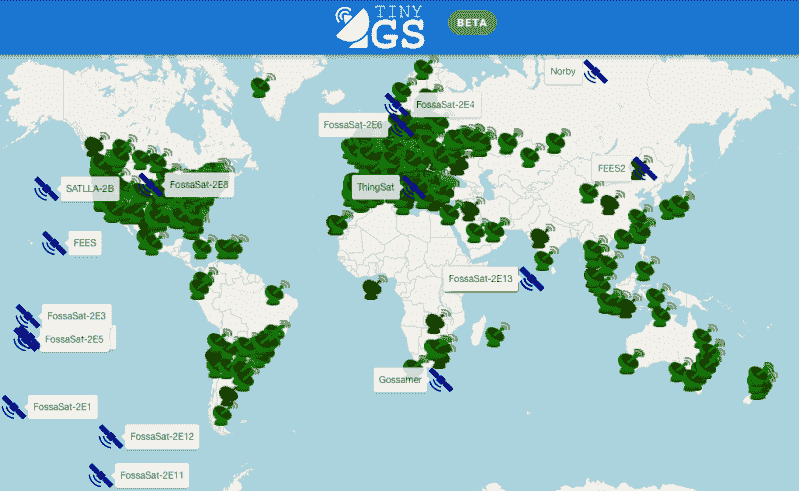 TINY
GS
BETA
Norby
FossaSat-2E4
FossaSat-2E6
FEES2
SATLLA-2B
FossaSat-2E8
ThingSat
FEES
FossaSat-2E13
FossaSat-2E3
FossaSat-2E5
Gossamer
FossaSat-2E1
FossaSat-2E12
FossaSat-2E11